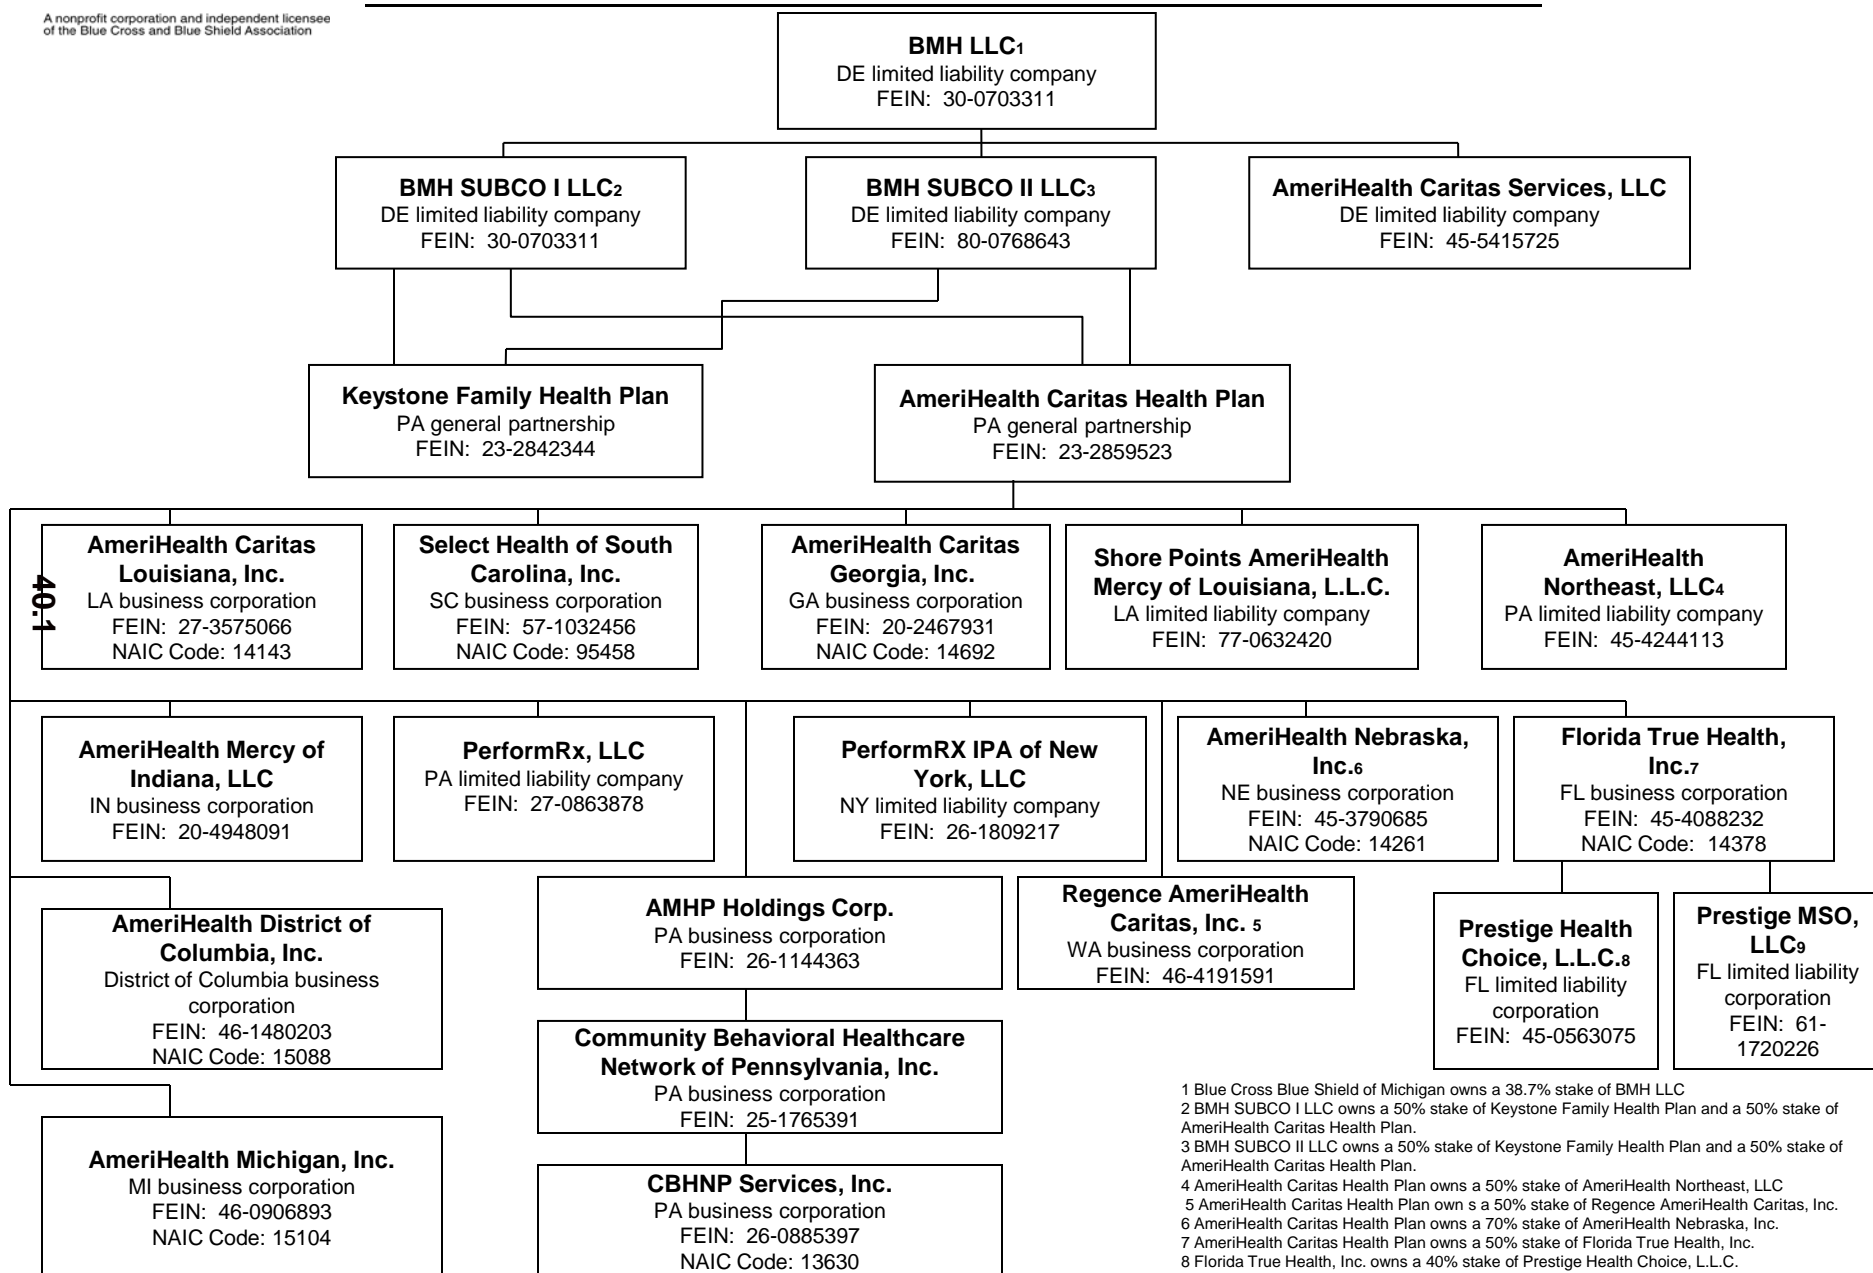 A nonprofit corporation and independent licensee
of the Blue Cross and Blue Shield Association
BMH LLC1
DE limited liability company
FEIN: 30-0703311
BMH SUBCO I LLC2
DE limited liability company
FEIN: 30-0703311
BMH SUBCO II LLC3
DE limited liability company
FEIN: 80-0768643
AmeriHealth Caritas Services, LLC
DE limited liability company
FEIN: 45-5415725
Keystone Family Health Plan
PA general partnership
FEIN: 23-2842344
AmeriHealth Caritas Health Plan
PA general partnership
FEIN: 23-2859523
40.1
AmeriHealth Caritas
Louisiana, Inc.
LA business corporation
FEIN: 27-3575066
NAIC Code: 14143
Select Health of South
Carolina, Inc.
SC business corporation
FEIN: 57-1032456
NAIC Code: 95458
AmeriHealth Caritas
Georgia, Inc.
GA business corporation
FEIN: 20-2467931
NAIC Code: 14692
Shore Points AmeriHealth
Mercy of Louisiana, L.L.C.
LA limited liability company
FEIN: 77-0632420
AmeriHealth
Northeast, LLC4
PA limited liability company
FEIN: 45-4244113
AmeriHealth Mercy of
Indiana, LLC
IN business corporation
FEIN: 20-4948091
PerformRx, LLC
PA limited liability company
FEIN: 27-0863878
PerformRX IPA of New
York, LLC
NY limited liability company
FEIN: 26-1809217
AmeriHealth Nebraska,
Inc.6
NE business corporation
FEIN: 45-3790685
NAIC Code: 14261
Florida True Health,
Inc.7
FL business corporation
FEIN: 45-4088232
NAIC Code: 14378
AmeriHealth District of
Columbia, Inc.
District of Columbia business
corporation
FEIN: 46-1480203
NAIC Code: 15088
AMHP Holdings Corp.
PA business corporation
FEIN: 26-1144363
Regence AmeriHealth
Caritas, Inc. 5
WA business corporation
FEIN: 46-4191591
Prestige Health
Choice, L.L.C.8
FL limited liability
corporation
FEIN: 45-0563075
Prestige MSO,
LLC9
FL limited liability
corporation
FEIN: 61-
1720226
Community Behavioral Healthcare
Network of Pennsylvania, Inc.
PA business corporation
FEIN: 25-1765391
AmeriHealth Michigan, Inc.
MI business corporation
FEIN: 46-0906893
NAIC Code: 15104
CBHNP Services, Inc.
PA business corporation
FEIN: 26-0885397
NAIC Code: 13630
1 Blue Cross Blue Shield of Michigan owns a 38.7% stake of BMH LLC
2 BMH SUBCO I LLC owns a 50% stake of Keystone Family Health Plan and a 50% stake of
AmeriHealth Caritas Health Plan.
3 BMH SUBCO II LLC owns a 50% stake of Keystone Family Health Plan and a 50% stake of
AmeriHealth Caritas Health Plan.
4 AmeriHealth Caritas Health Plan owns a 50% stake of AmeriHealth Northeast, LLC
5 AmeriHealth Caritas Health Plan own s a 50% stake of Regence AmeriHealth Caritas, Inc.
6 AmeriHealth Caritas Health Plan owns a 70% stake of AmeriHealth Nebraska, Inc.
7 AmeriHealth Caritas Health Plan owns a 50% stake of Florida True Health, Inc.
8 Florida True Health, Inc. owns a 40% stake of Prestige Health Choice, L.L.C.